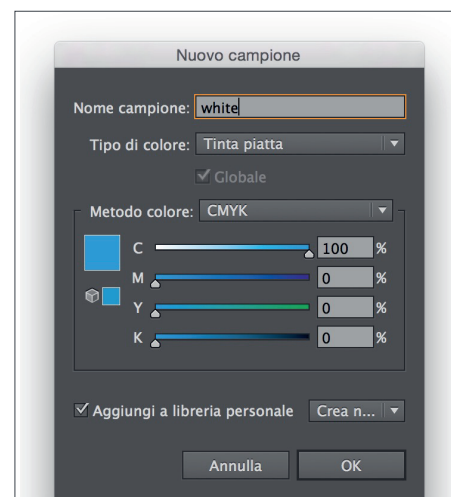 Nuovo campione
Nome campione: white
Tipo di colore: Tinta piatta
Globale
Metodo colore: CMYK
C 100 %
M 0 %
Y 0 %
K 0 %
Aggiungi a libreria personale Crea n...
Annulla OK